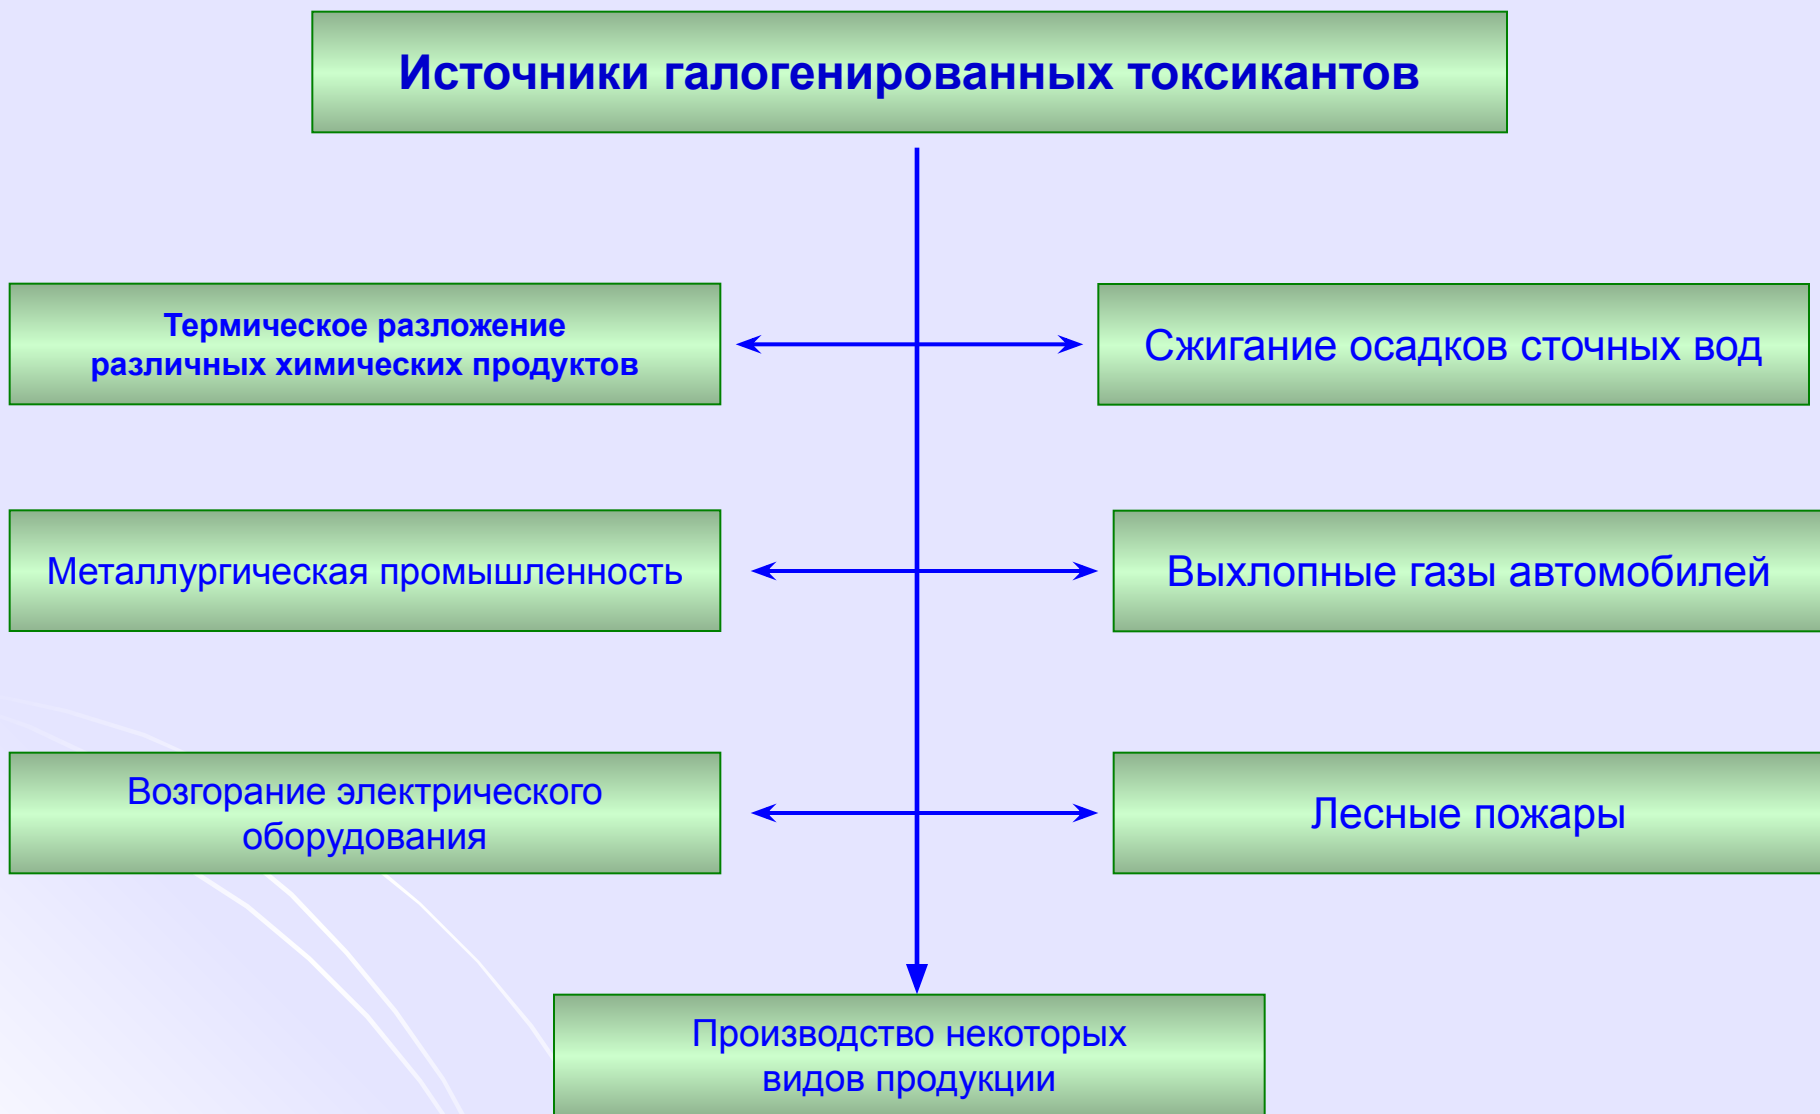 Источники галогенированных токсикантов
Термическое разложение
различных химических продуктов
Сжигание осадков сточных вод
Металлургическая промышленность
Выхлопные газы автомобилей
Возгорание электрического
оборудования
Лесные пожары
Производство некоторых
видов продукции